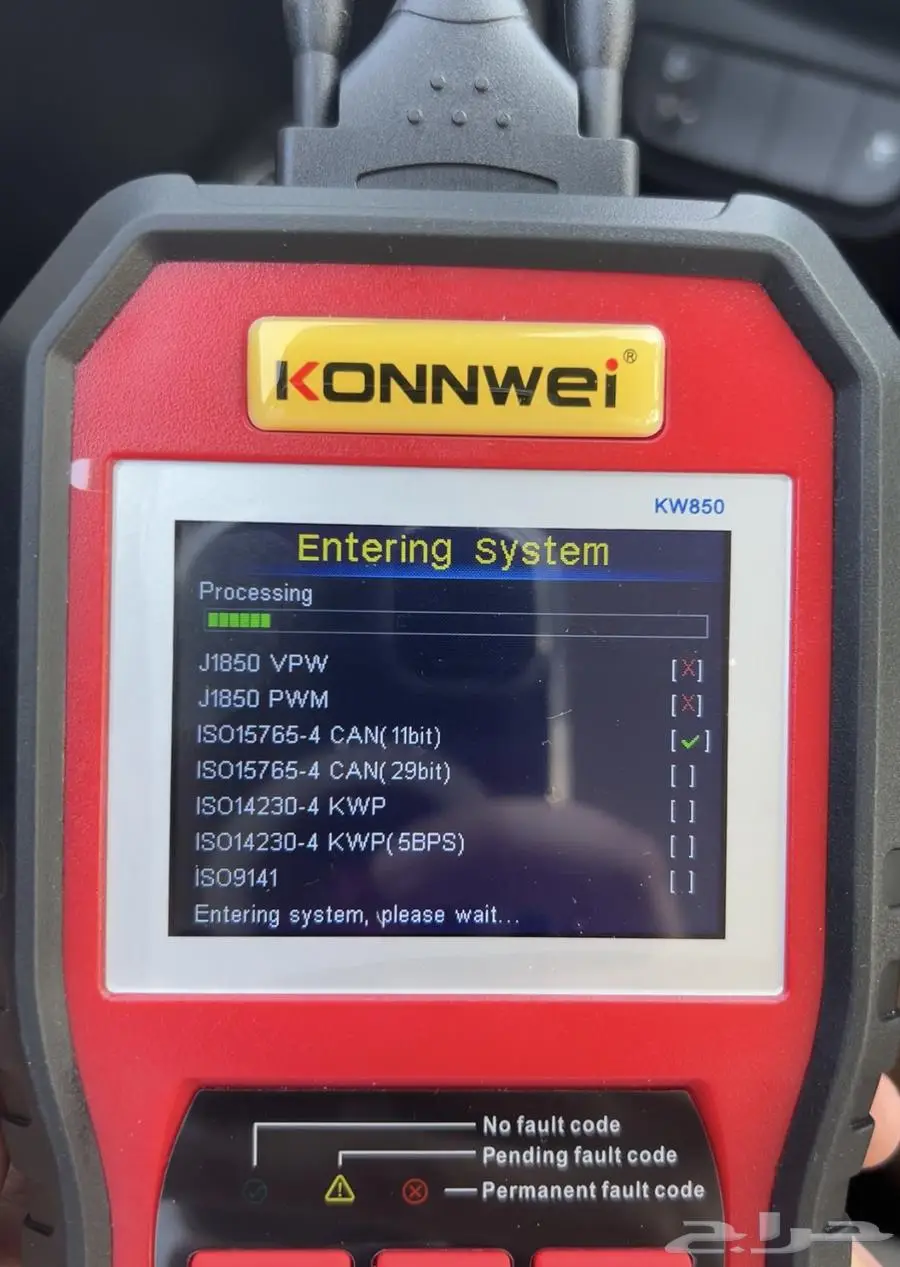 KONNWEI®
KW850
Entering System
Processing
J1850 VPW [X]
J1850 PWM [X]
ISO15765-4 CAN(11bit) [✓]
ISO15765-4 CAN(29bit) [ ]
ISO14230-4 KWP [ ]
ISO14230-4 KWP(5BPS) [ ]
ISO9141 [ ]
Entering system, please wait...
No fault code
Pending fault code
Permanent fault code
حراج